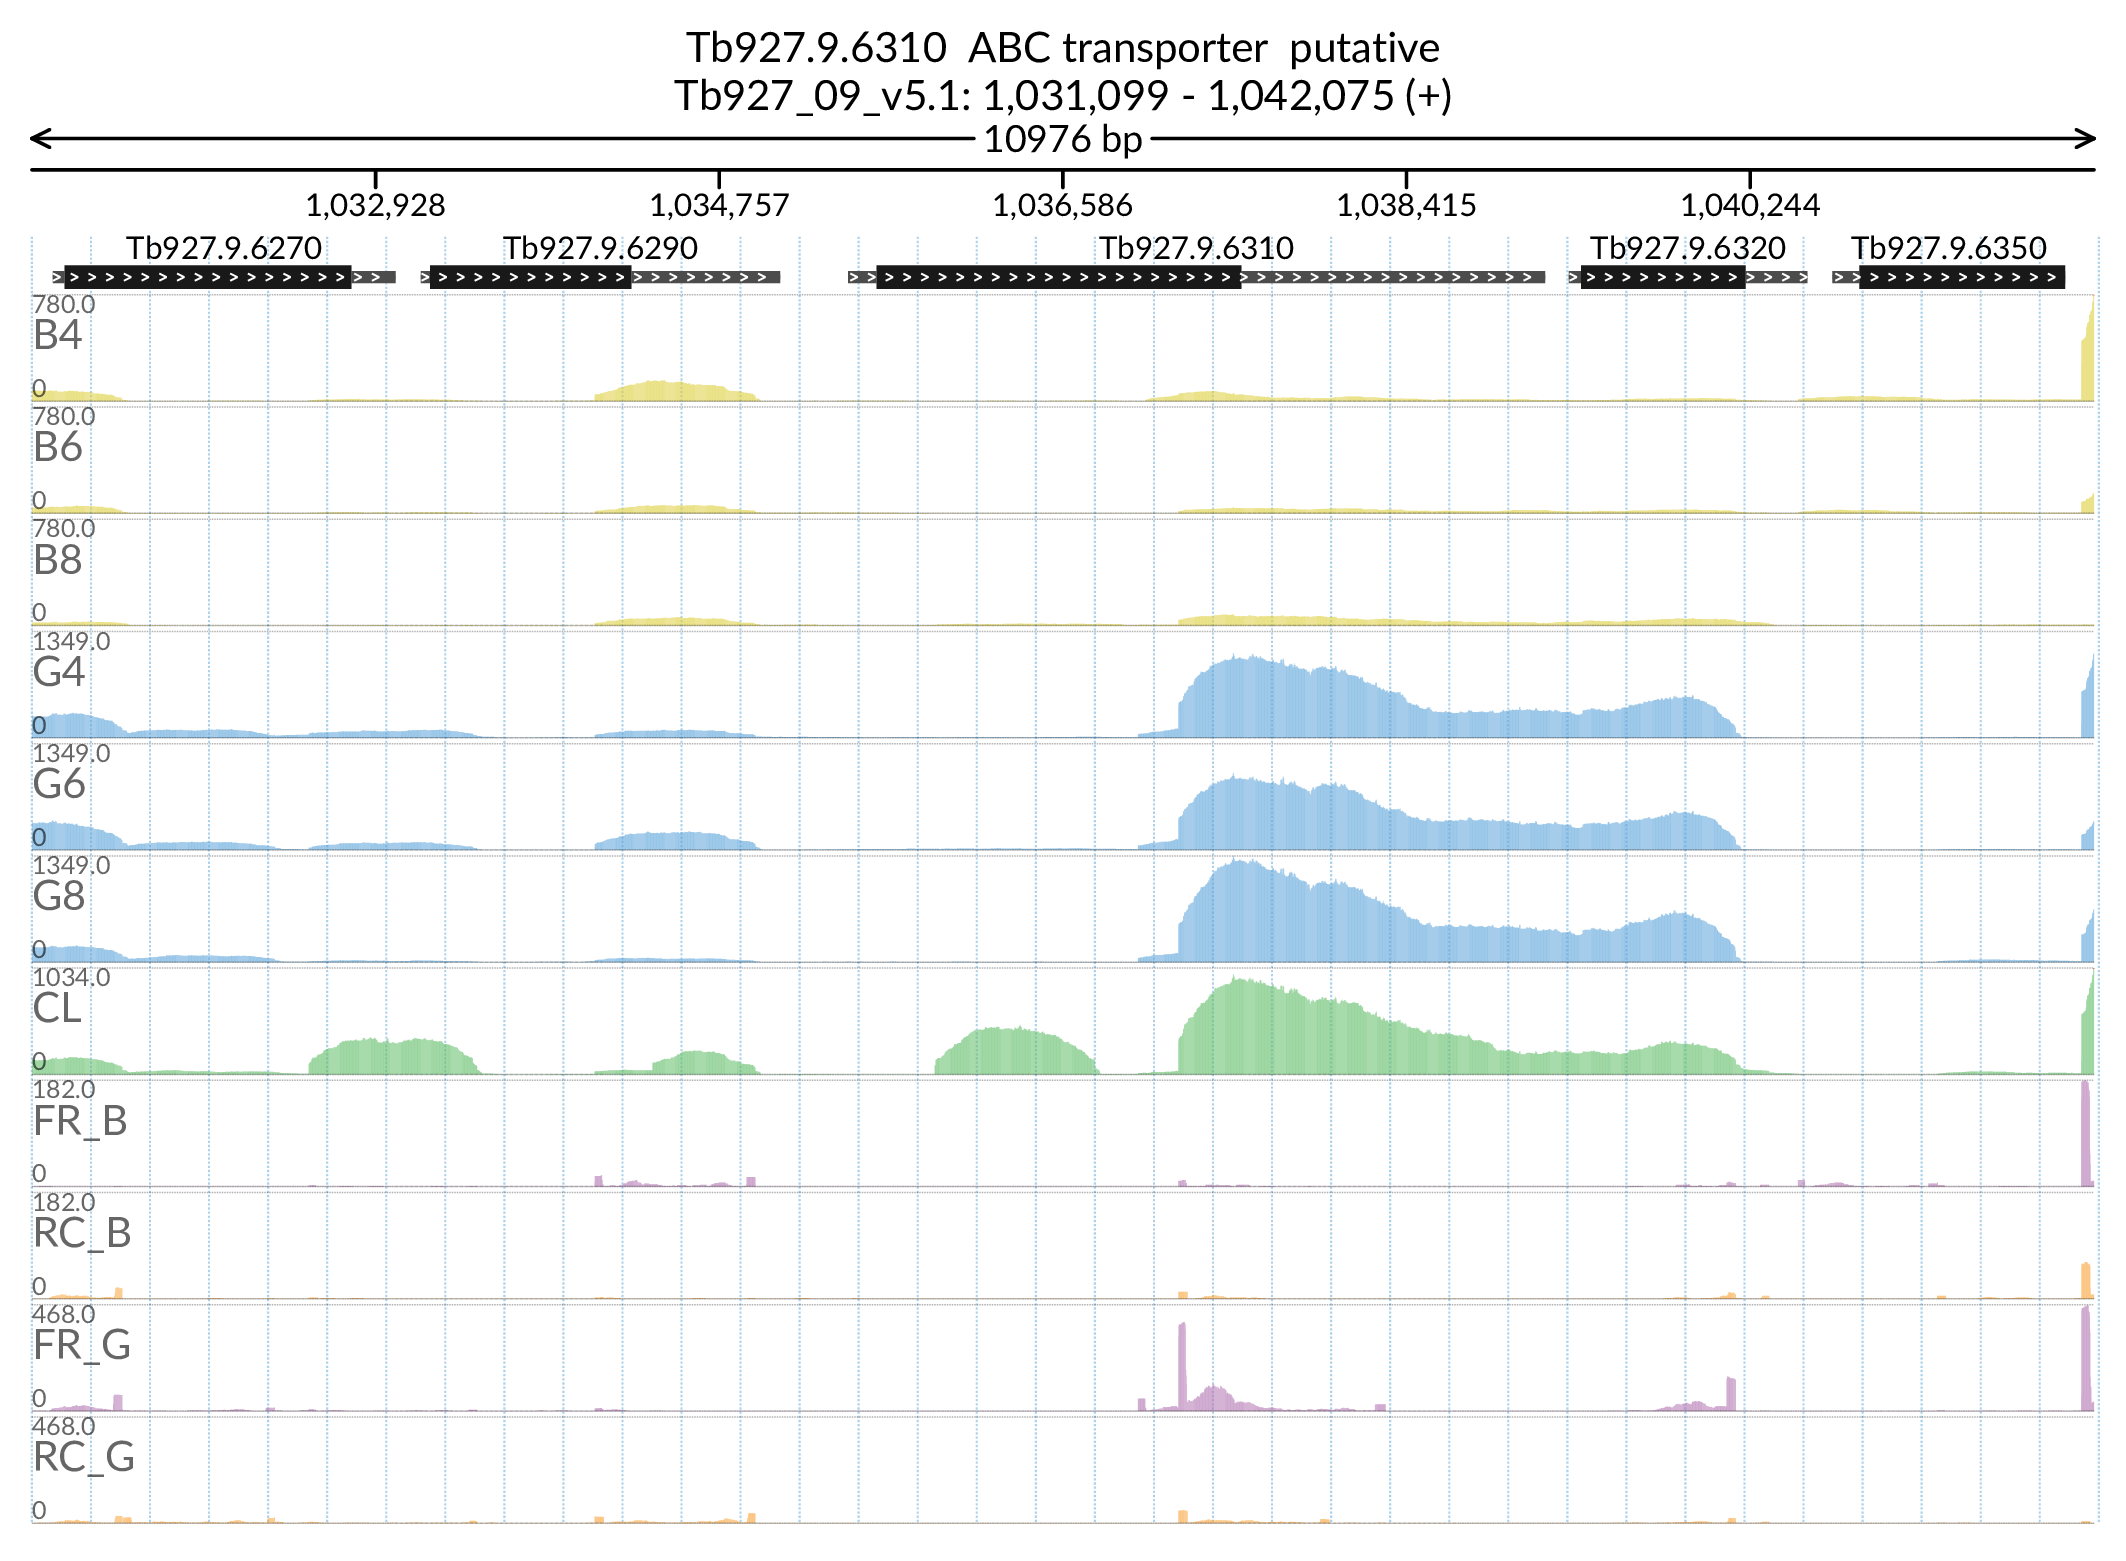 Tb927.9.6310 ABC transporter putative
Tb927_09_v5.1: 1,031,099 - 1,042,075 (+)
10976 bp
1,032,928 1,034,757 1,036,586 1,038,415 1,040,244
Tb927.9.6270 Tb927.9.6290 Tb927.9.6310 Tb927.9.6320 Tb927.9.6350
780.0
B4
0
780.0
B6
0
780.0
B8
0
1349.0
G4
0
1349.0
G6
0
1349.0
G8
0
1034.0
CL
0
182.0
FR_B
0
182.0
RC_B
0
468.0
FR_G
0
468.0
RC_G
0